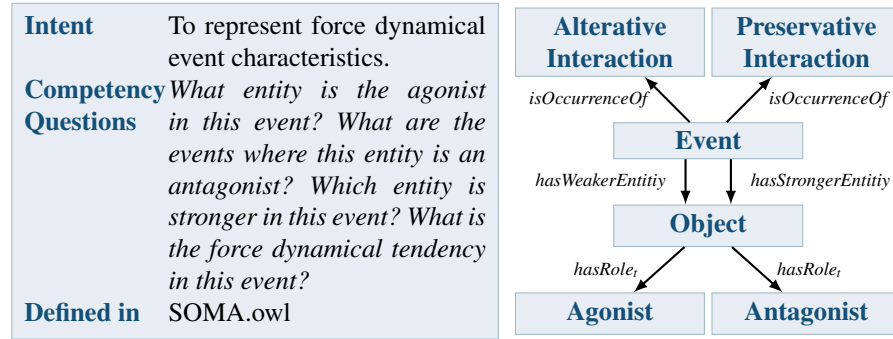 Intent To represent force dynamical
event characteristics.
Competency What entity is the agonist
Questions in this event? What are the
events where this entity is an
antagonist? Which entity is
stronger in this event? What is
the force dynamical tendency
in this event?
Defined in SOMA.owl
Alterative
Interaction
Preservative
Interaction
isOccurrenceOf
isOccurrenceOf
Event
hasWeakerEntitiy
hasStrongerEntitiy
Object
hasRoleₜ
hasRoleₜ
Agonist
Antagonist